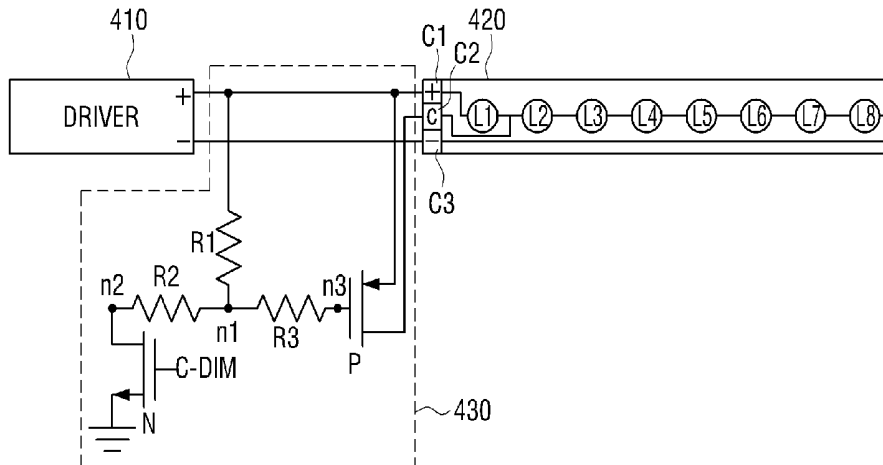 410
C1
C2
420
+
+
DRIVER
C
L1
L2
L3
L4
L5
L6
L7
L8
−
−
C3
R1
R2
n2
n3
n1
R3
P
C-DIM
430
N